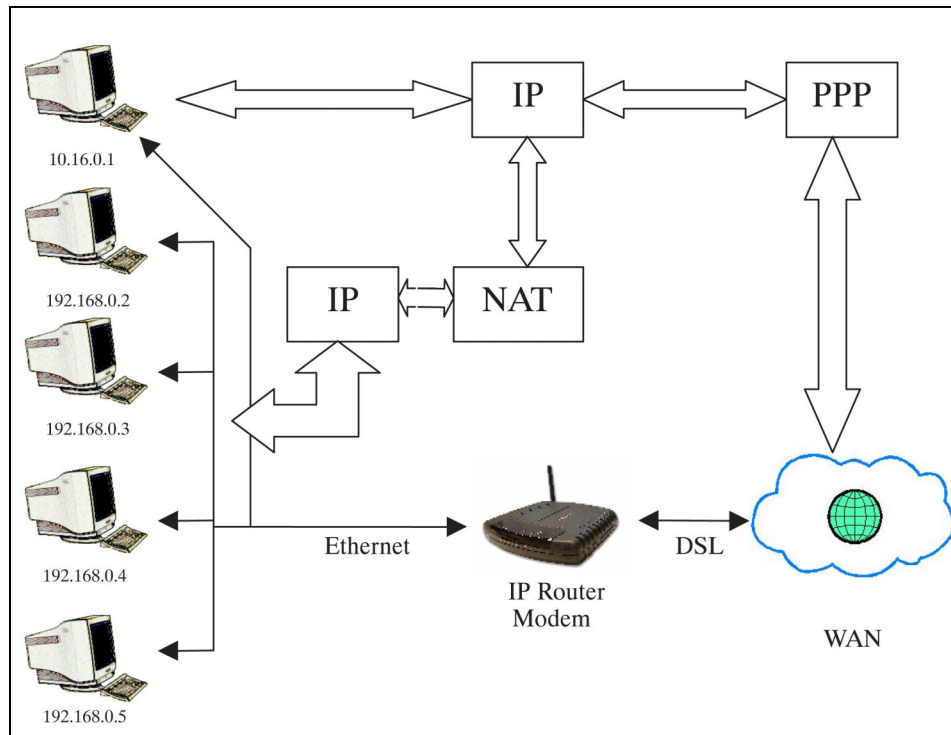 IP
PPP
10.16.0.1
192.168.0.2
IP
NAT
192.168.0.3
192.168.0.4
Ethernet
DSL
IP Router
Modem
WAN
192.168.0.5